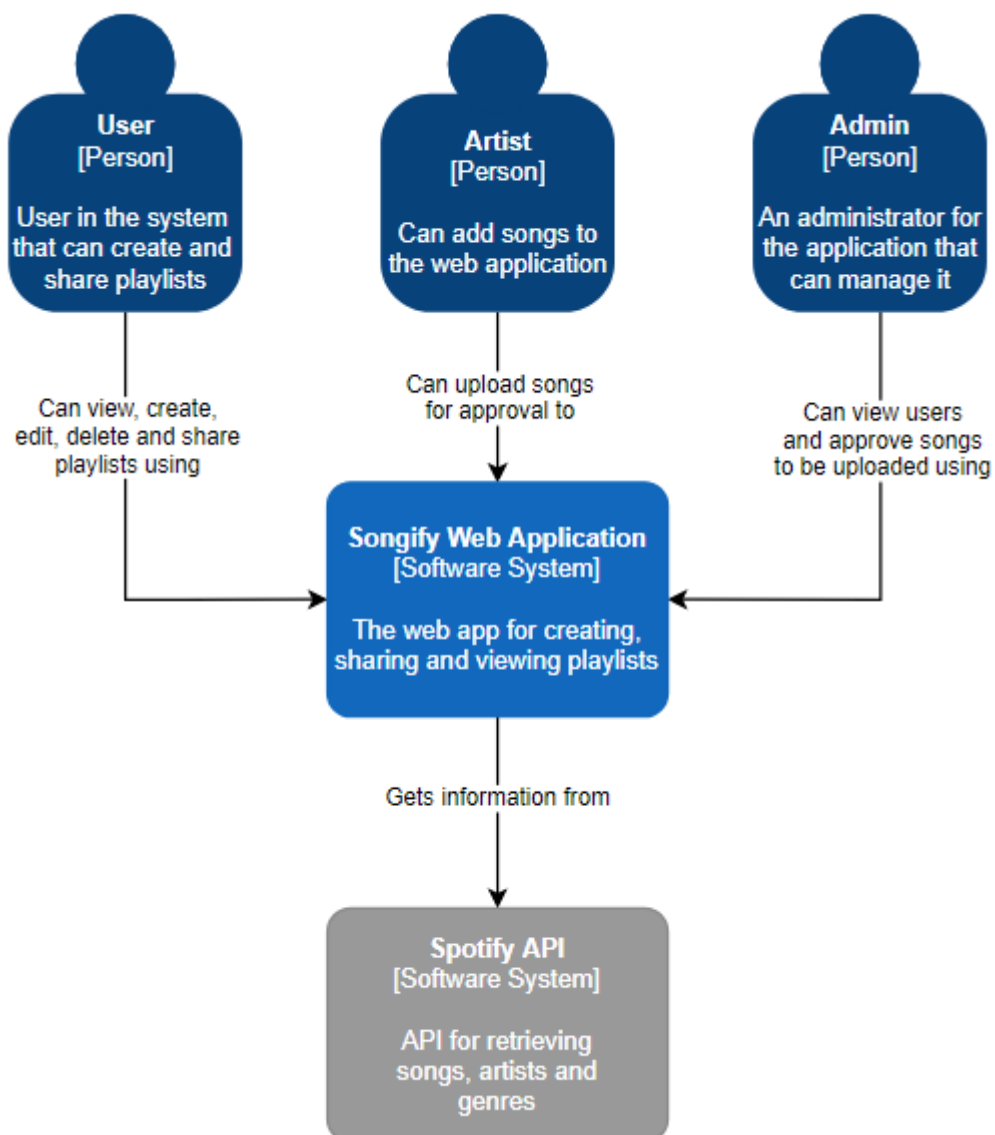 User
[Person]
User in the system
that can create and
share playlists
Artist
[Person]
Can add songs to
the web application
Admin
[Person]
An administrator for
the application that
can manage it
Can view, create,
edit, delete and share
playlists using
Can upload songs
for approval to
Can view users
and approve songs
to be uploaded using
Songify Web Application
[Software System]
The web app for creating,
sharing and viewing playlists
Gets information from
Spotify API
[Software System]
API for retrieving
songs, artists and
genres